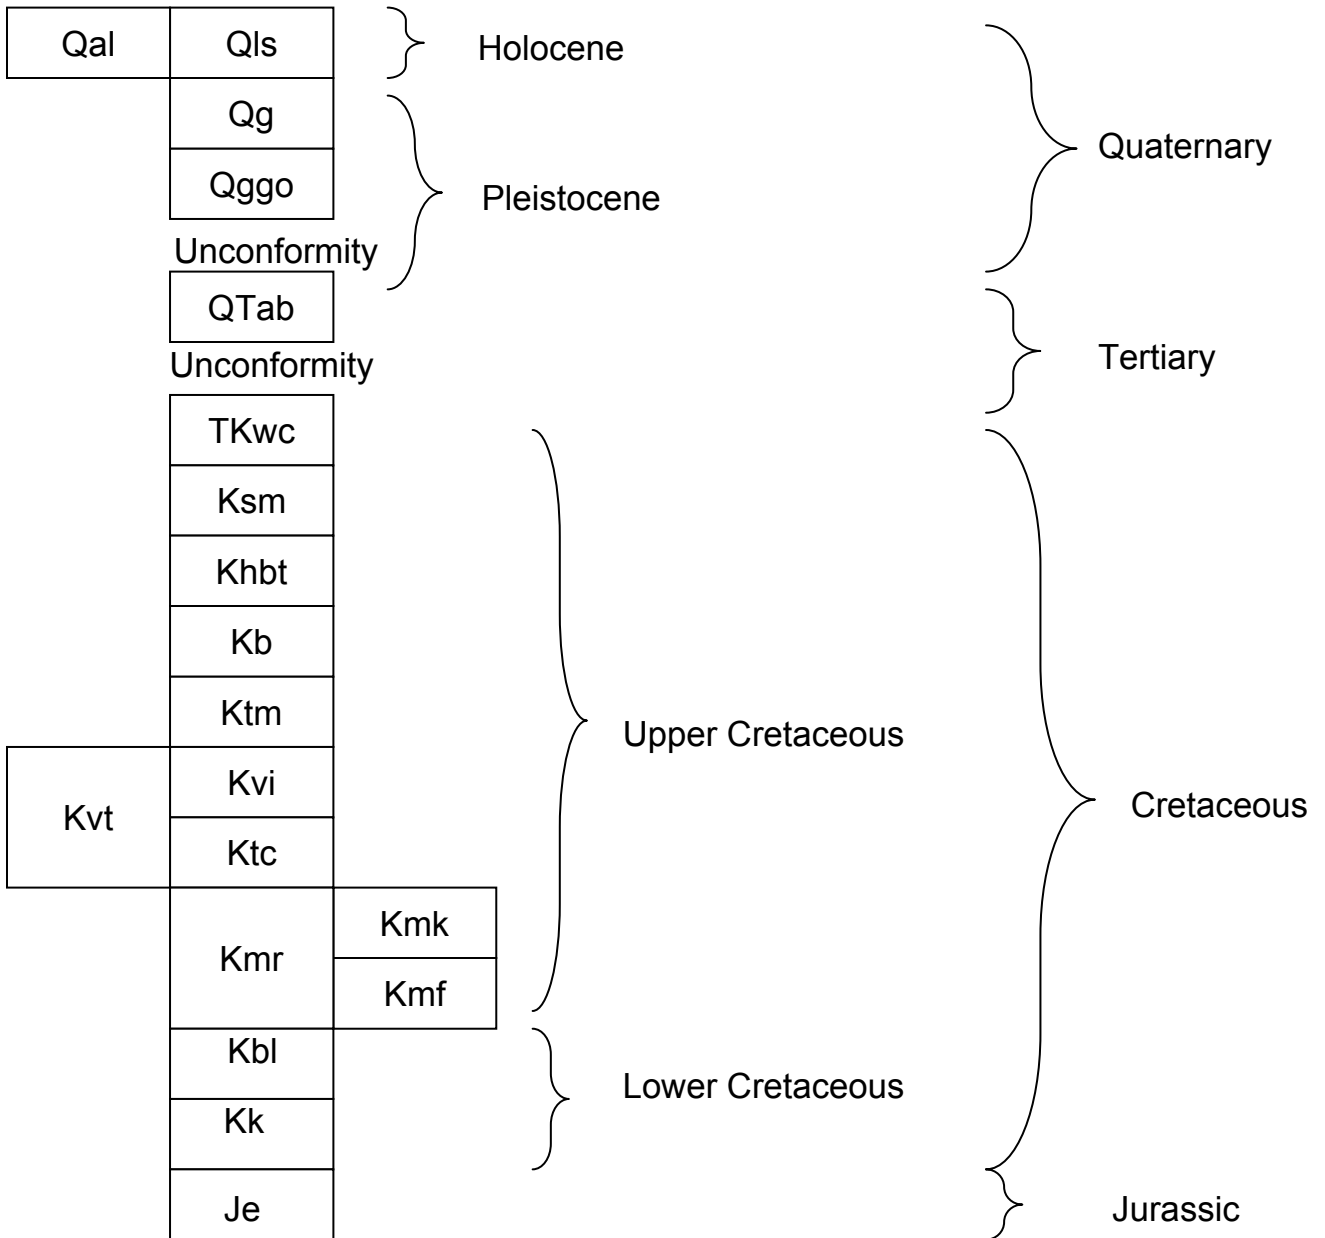 Qal Qls Holocene
Qg
Quaternary
Qggo Pleistocene
Unconformity
QTab
Unconformity Tertiary
TKwc
Ksm
Khbt
Kb
Ktm
Upper Cretaceous
Kvi
Kvt Cretaceous
Ktc
Kmk
Kmr
Kmf
Kbl
Lower Cretaceous
Kk
Je Jurassic